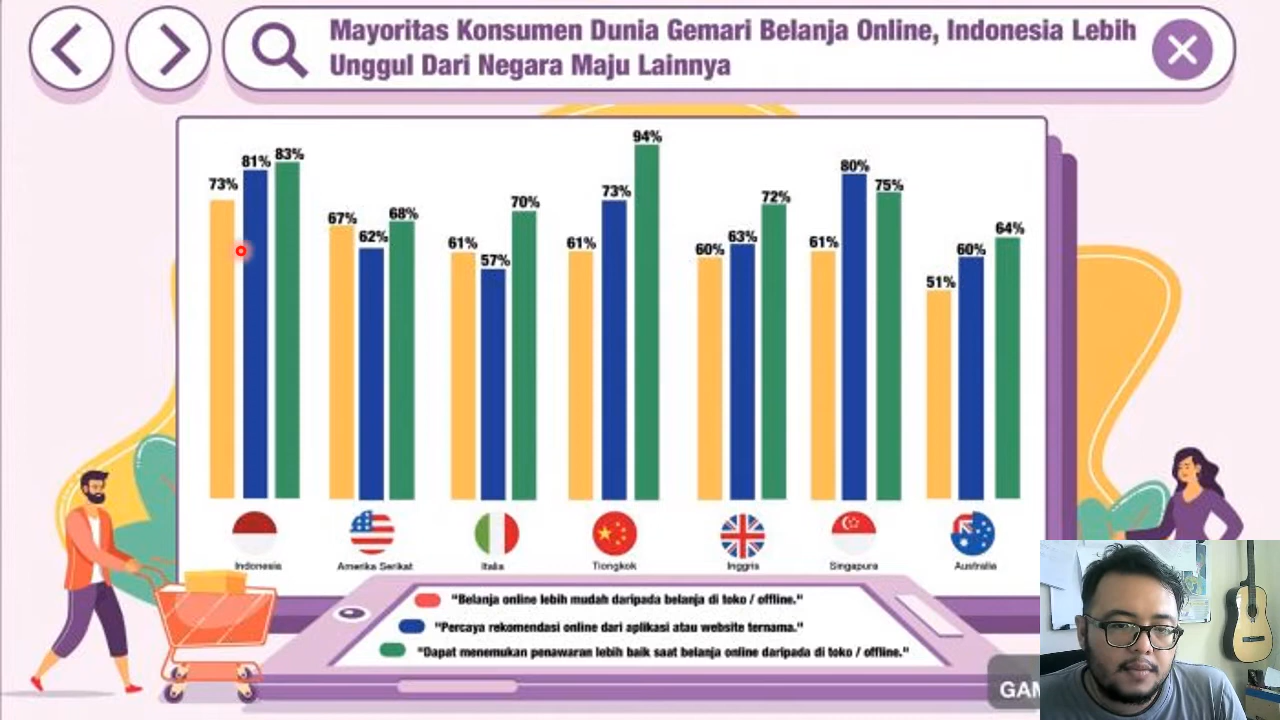 Mayoritas Konsumen Dunia Gemari Belanja Online, Indonesia Lebih
Unggul Dari Negara Maju Lainnya
73% 81% 83%
67% 62% 68%
61% 57% 70%
61% 73% 94%
60% 63% 72%
61% 80% 75%
51% 60% 64%
Indonesia Amerika Serikat Italia Tiongkok Inggris Singapura Australia
"Belanja online lebih mudah daripada belanja di toko / offline."
"Percaya rekomendasi online dari aplikasi atau website ternama."
"Dapat menemukan penawaran lebih baik saat belanja online daripada di toko / offline."